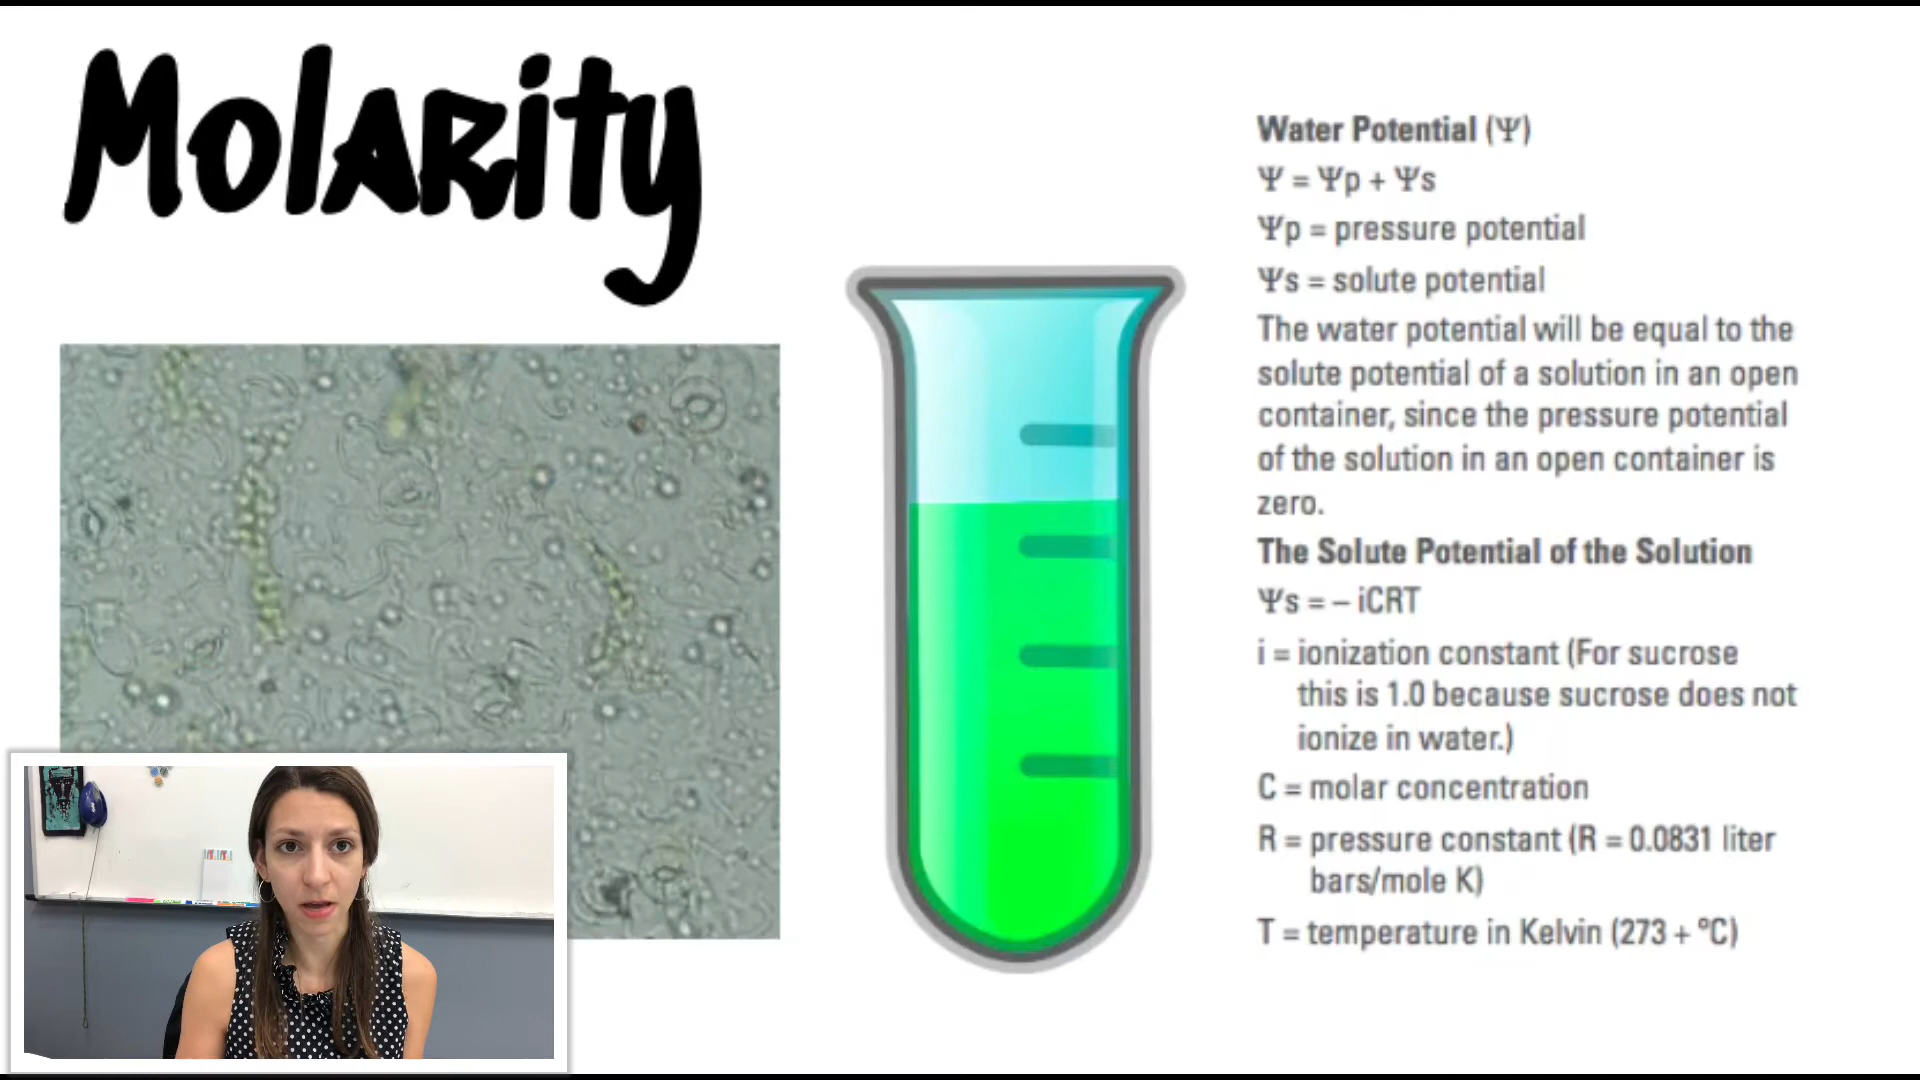 Molarity
Water Potential (Ψ)
Ψ = Ψp + Ψs
Ψp = pressure potential
Ψs = solute potential
The water potential will be equal to the
solute potential of a solution in an open
container, since the pressure potential
of the solution in an open container is
zero.
The Solute Potential of the Solution
Ψs = – iCRT
i = ionization constant (For sucrose
this is 1.0 because sucrose does not
ionize in water.)
C = molar concentration
R = pressure constant (R = 0.0831 liter
bars/mole K)
T = temperature in Kelvin (273 + ºC)